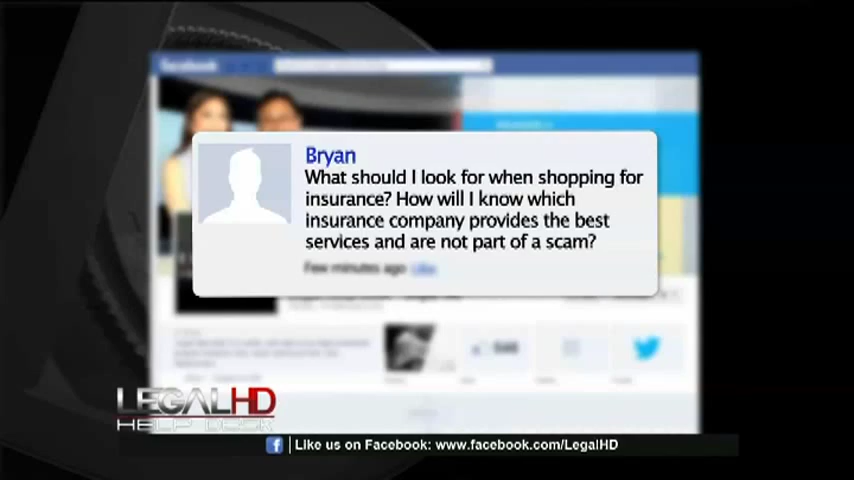 facebook
Bryan
What should I look for when shopping for
insurance? How will I know which
insurance company provides the best
services and are not part of a scam?
Few minutes ago Like
LEGALHD
HELP DESK
Like us on Facebook: www.facebook.com/LegalHD